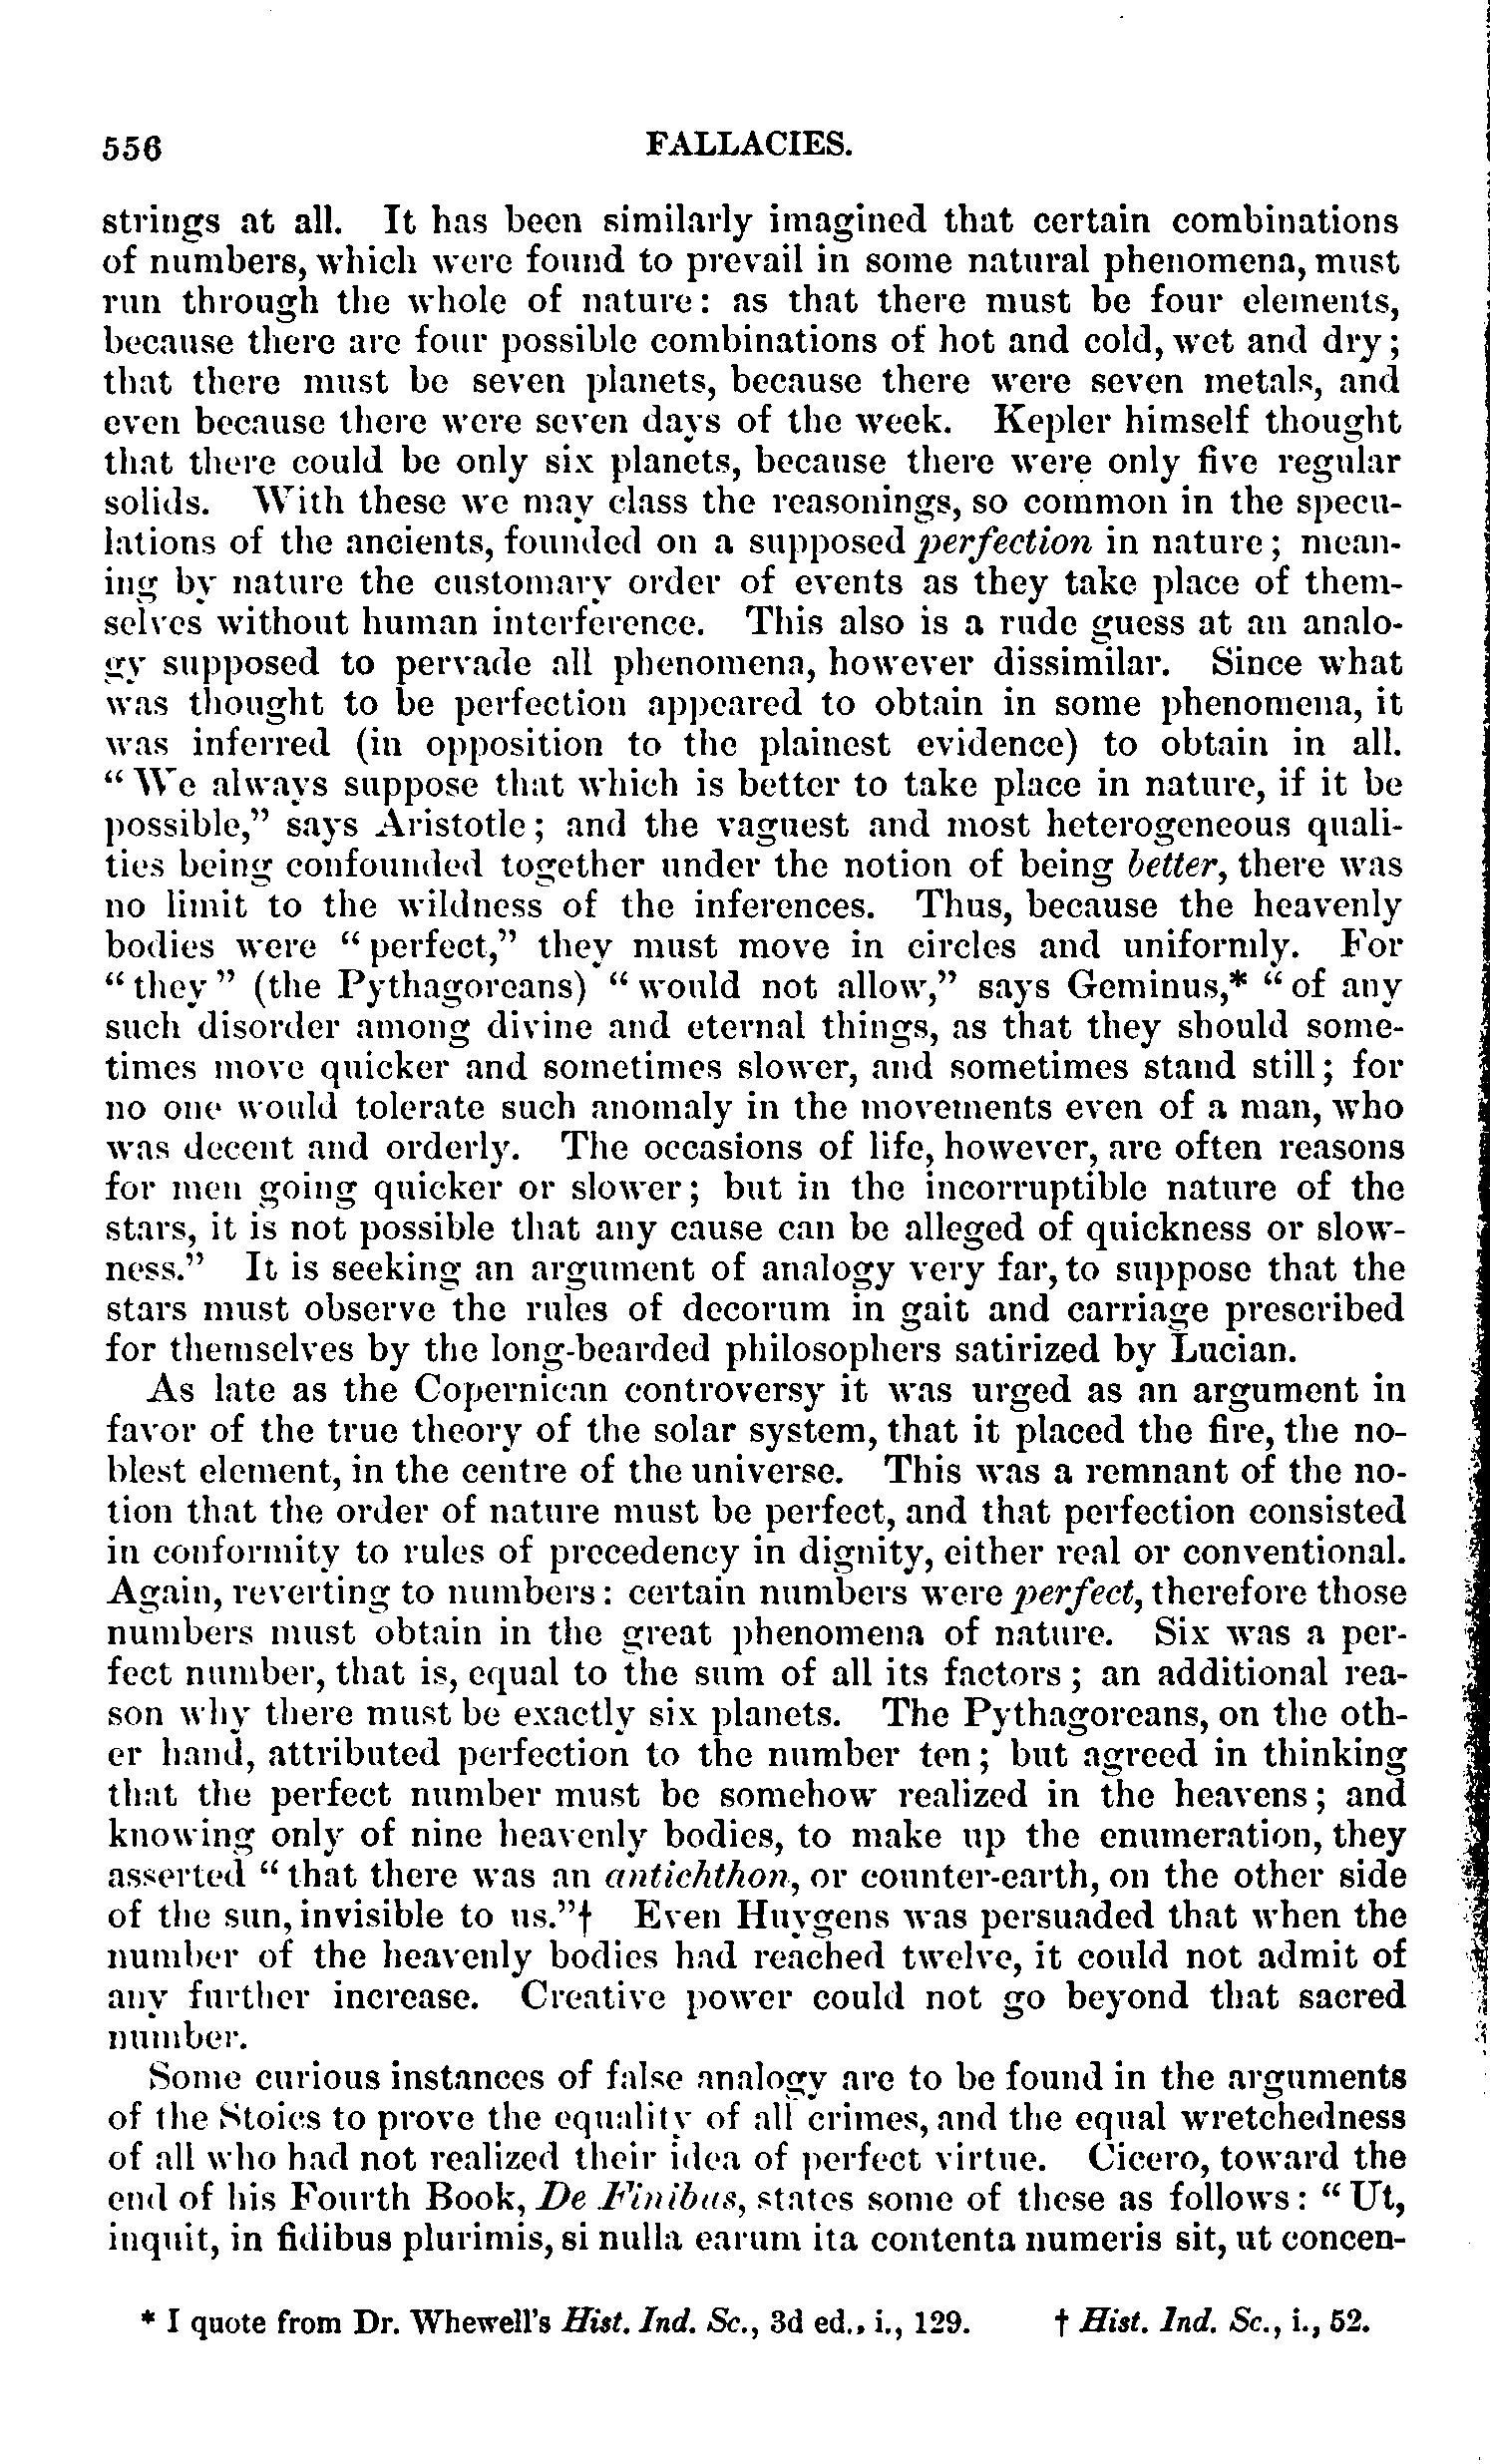 556 FALLACIES.
strings at all. It has been similarly imagined that certain combinations
of numbers, which were found to prevail in some natural phenomena, must
run through the whole of nature: as that there must be four elements,
because there are four possible combinations of hot and cold, wet and dry;
that there must be seven planets, because there were seven metals, and
even because there were seven days of the week. Kepler himself thought
that there could be only six planets, because there were only five regular
solids. With these we may class the reasonings, so common in the specu-
lations of the ancients, founded on a supposed perfection in nature; mean-
ing by nature the customary order of events as they take place of them-
selves without human interference. This also is a rude guess at an analo-
gy supposed to pervade all phenomena, however dissimilar. Since what
was thought to be perfection appeared to obtain in some phenomena, it
was inferred (in opposition to the plainest evidence) to obtain in all.
“We always suppose that which is better to take place in nature, if it be
possible,” says Aristotle; and the vaguest and most heterogeneous quali-
ties being confounded together under the notion of being better, there was
no limit to the wildness of the inferences. Thus, because the heavenly
bodies were “perfect,” they must move in circles and uniformly. For
“they” (the Pythagoreans) “would not allow,” says Geminus,* “of any
such disorder among divine and eternal things, as that they should some-
times move quicker and sometimes slower, and sometimes stand still; for
no one would tolerate such anomaly in the movements even of a man, who
was decent and orderly. The occasions of life, however, are often reasons
for men going quicker or slower; but in the incorruptible nature of the
stars, it is not possible that any cause can be alleged of quickness or slow-
ness.” It is seeking an argument of analogy very far, to suppose that the
stars must observe the rules of decorum in gait and carriage prescribed
for themselves by the long-bearded philosophers satirized by Lucian.
As late as the Copernican controversy it was urged as an argument in
favor of the true theory of the solar system, that it placed the fire, the no-
blest element, in the centre of the universe. This was a remnant of the no-
tion that the order of nature must be perfect, and that perfection consisted
in conformity to rules of precedency in dignity, either real or conventional.
Again, reverting to numbers: certain numbers were perfect, therefore those
numbers must obtain in the great phenomena of nature. Six was a per-
fect number, that is, equal to the sum of all its factors; an additional rea-
son why there must be exactly six planets. The Pythagoreans, on the oth-
er hand, attributed perfection to the number ten; but agreed in thinking
that the perfect number must be somehow realized in the heavens; and
knowing only of nine heavenly bodies, to make up the enumeration, they
asserted “that there was an antichthon, or counter-earth, on the other side
of the sun, invisible to us.”† Even Huygens was persuaded that when the
number of the heavenly bodies had reached twelve, it could not admit of
any further increase. Creative power could not go beyond that sacred
number.
Some curious instances of false analogy are to be found in the arguments
of the Stoics to prove the equality of all crimes, and the equal wretchedness
of all who had not realized their idea of perfect virtue. Cicero, toward the
end of his Fourth Book, De Finibus, states some of these as follows: “Ut,
inquit, in fidibus plurimis, si nulla earum ita contenta numeris sit, ut concen-
* I quote from Dr. Whewell's Hist. Ind. Sc., 3d ed., i., 129. † Hist. Ind. Sc., i., 52.